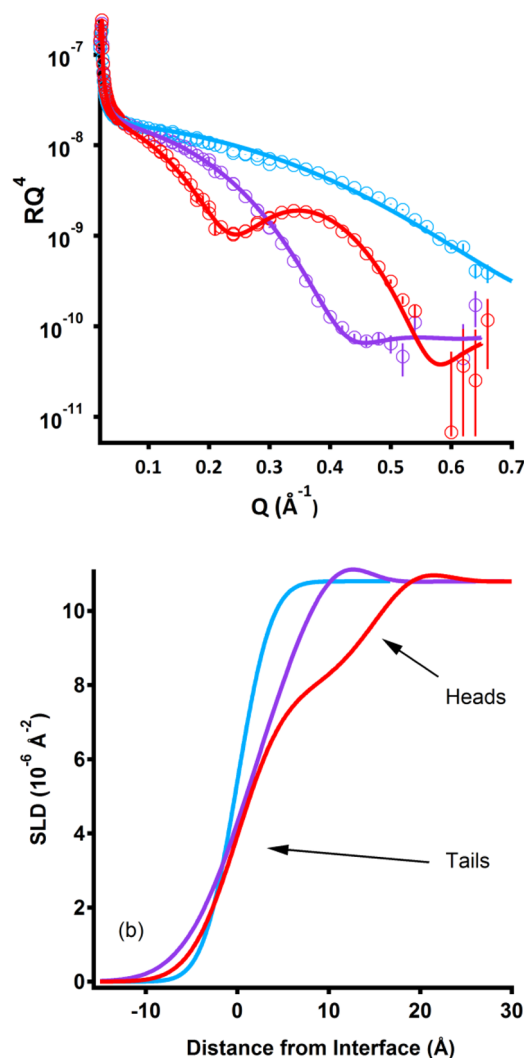 RQ⁴
10⁻⁷
10⁻⁸
10⁻⁹
10⁻¹⁰
10⁻¹¹
0.1 0.2 0.3 0.4 0.5 0.6 0.7
Q (Å⁻¹)
SLD (10⁻⁶ Å⁻²)
10
8
6
4
2
0
Heads
Tails
(b)
-10 0 10 20 30
Distance from Interface (Å)